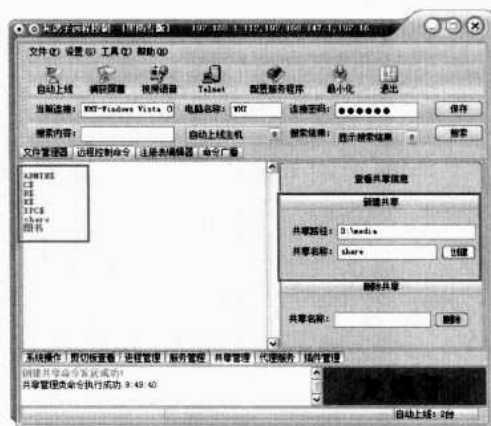 文件(F) 设置(S) 工具(T) 帮助(H)
自动上线 捕获屏幕 视频语音 Telnet 配置服务程序 最小化 退出
当前连接: 电脑名称: 连接密码: ●●●●●● 保存
搜索内容: 自动上线主机 搜索结果: 显示搜索结果 搜索
文件管理器 远程控制命令 注册表编辑器 命令广播
ADMIN$
C$
IPC$
share
图书
查看共享信息
新建共享
共享路径: D:\media
共享名称: share 创建
删除共享
共享名称: 删除
系统操作 剪切板查看 进程管理 服务管理 共享管理 代理服务 插件管理
创建共享命令发送成功!
共享管理类命令执行成功 9:49:40
自动上线: 2台